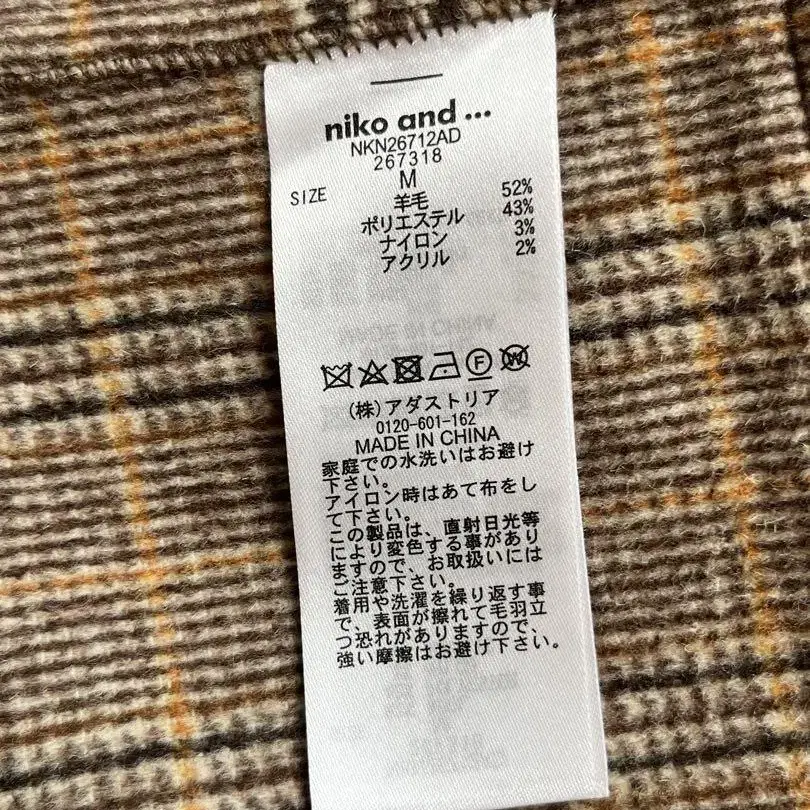 niko and ...
NKN26712AD
267318
SIZE M
羊毛 52%
ポリエステル 43%
ナイロン 3%
アクリル 2%
F W
(株)アダストリア
0120-601-162
MADE IN CHINA
家庭での水洗いはお避け
下さい。
アイロン時はあて布をし
て下さい。
この製品は、直射日光等
により変色する事があり
ますので、お取扱いには
ご注意下さい。
着用や洗濯を繰り返す事
で、表面が擦れて毛羽立
つ恐れがありますので、
強い摩擦はお避け下さい。